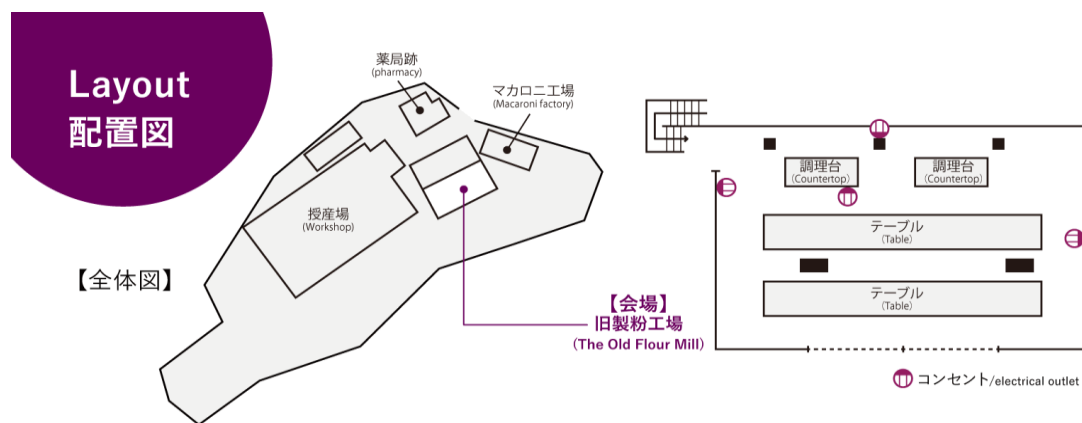 Layout
配置図
薬局跡
(pharmacy)
マカロニ工場
(Macaroni factory)
授産場
(Workshop)
【全体図】
【会場】
旧製粉工場
(The Old Flour Mill)
調理台
(Countertop)
調理台
(Countertop)
テーブル
(Table)
テーブル
(Table)
コンセント/electrical outlet